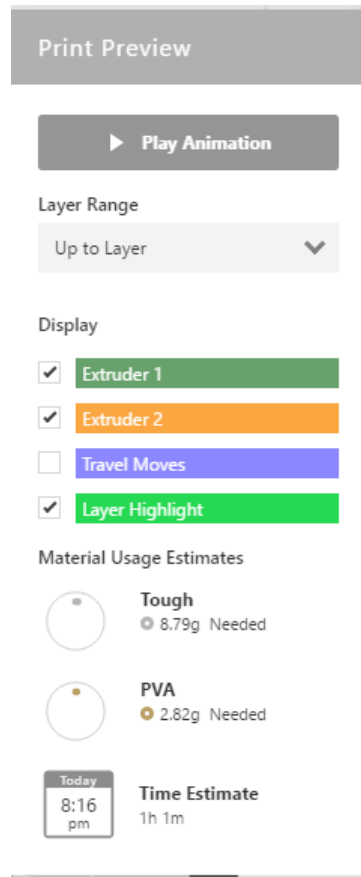 Print Preview
Play Animation
Layer Range
Up to Layer
Display
Extruder 1
Extruder 2
Travel Moves
Layer Highlight
Material Usage Estimates
Tough
8.79g Needed
PVA
2.82g Needed
Today
8:16
pm
Time Estimate
1h 1m